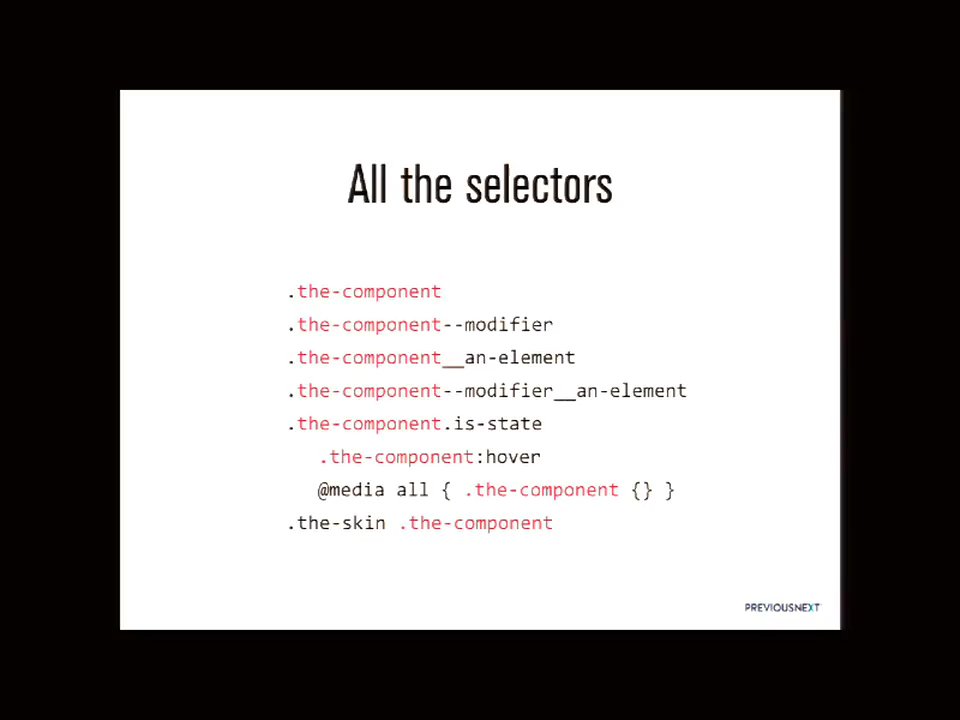 All the selectors
.the-component
.the-component--modifier
.the-component__an-element
.the-component--modifier__an-element
.the-component.is-state
.the-component:hover
@media all { .the-component {} }
.the-skin .the-component
PREVIOUSNEXT